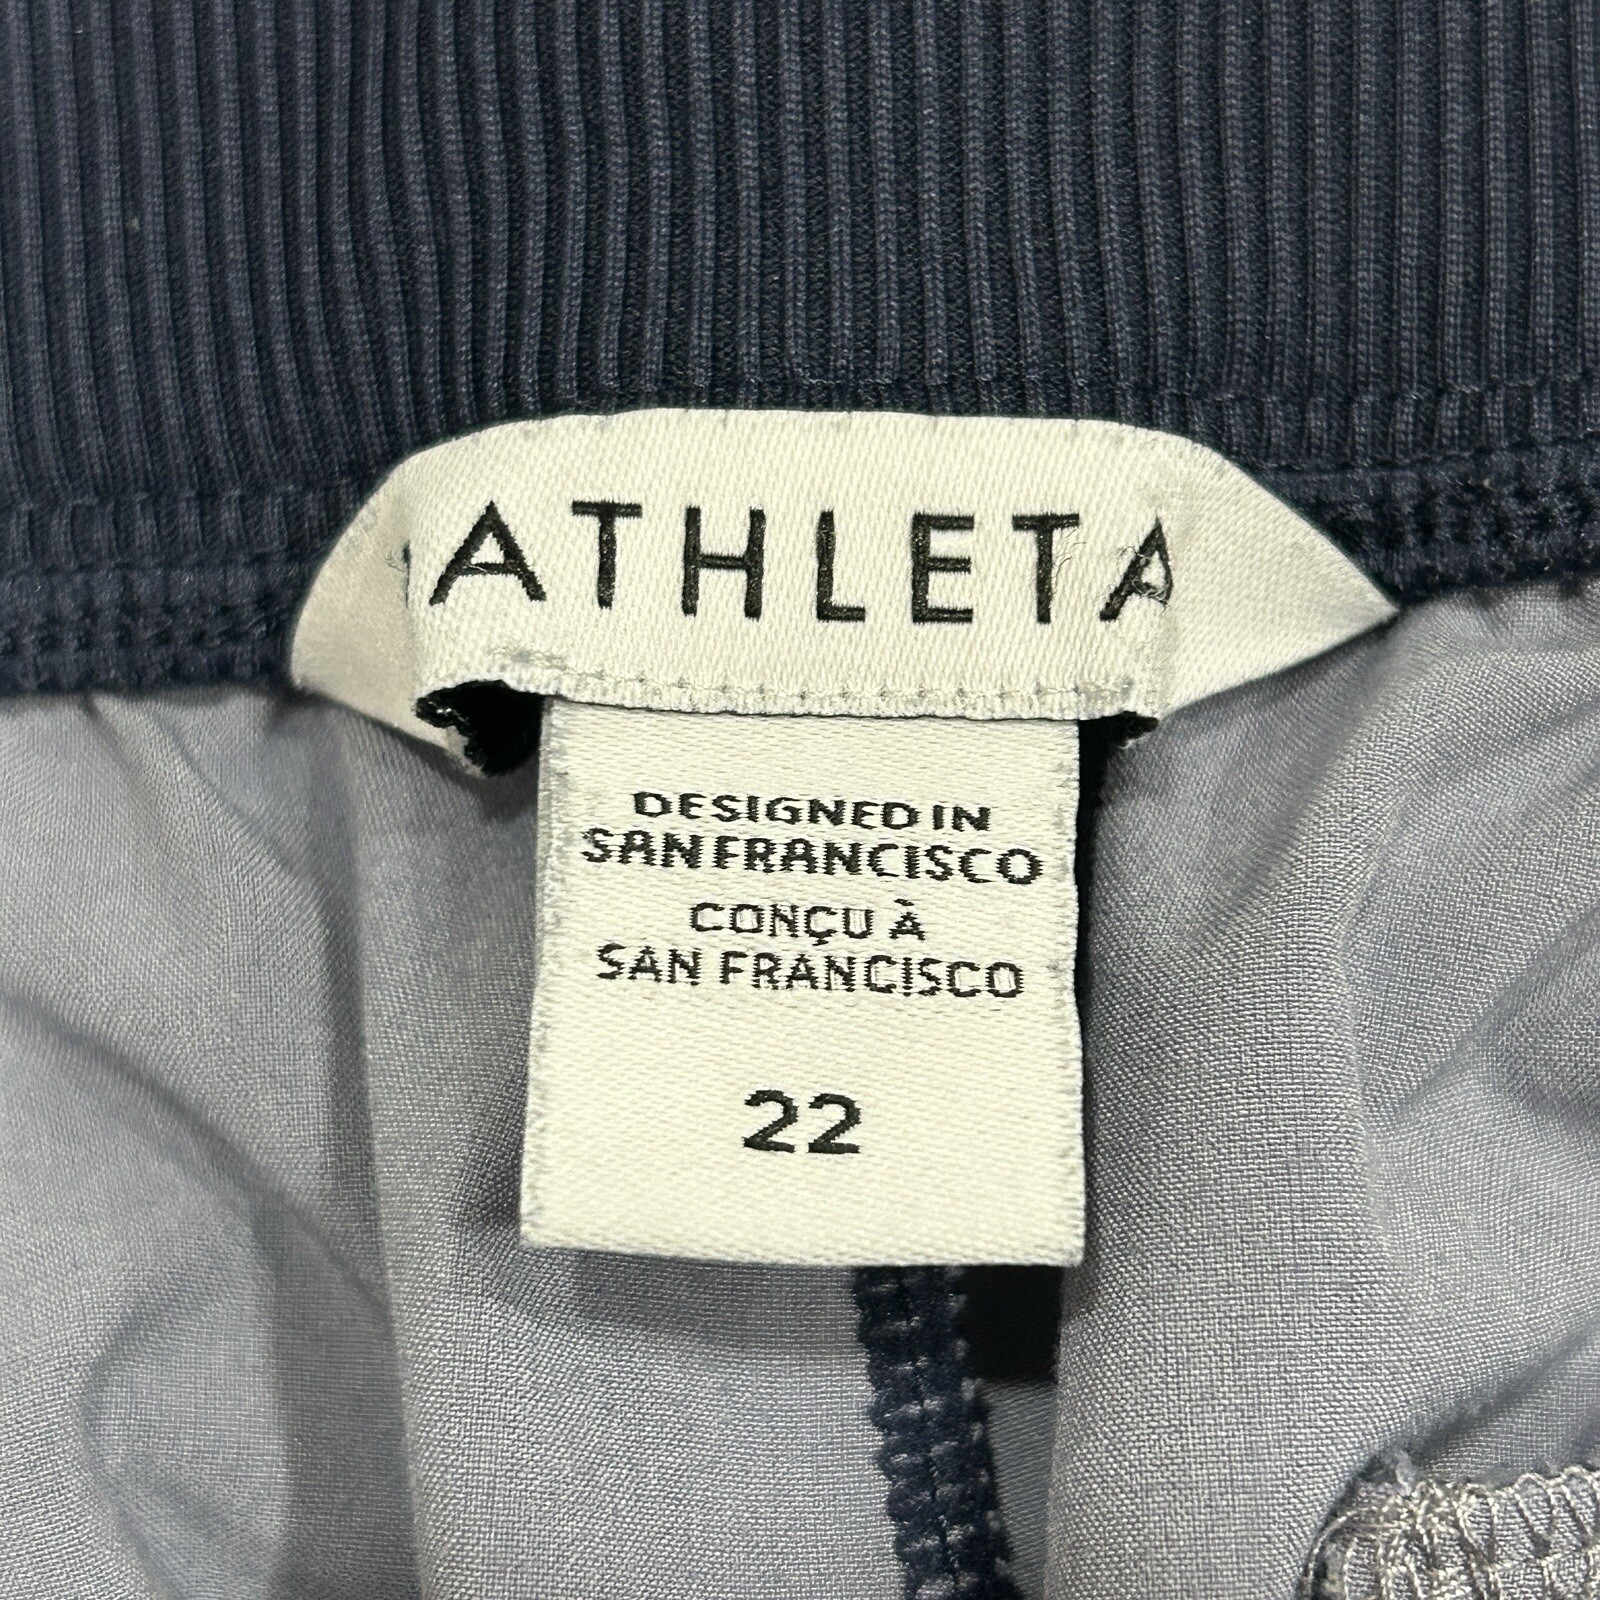 ATHLETA
DESIGNED IN
SAN FRANCISCO
CONÇU À
SAN FRANCISCO
22